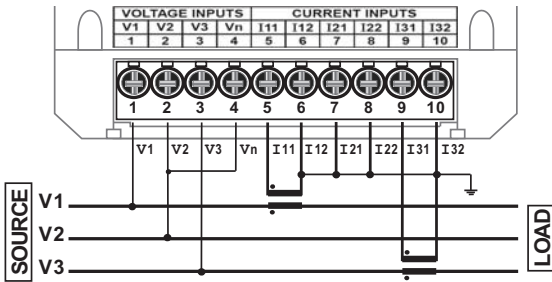 VOLTAGE INPUTS CURRENT INPUTS
V1 V2 V3 Vn I11 I12 I21 I22 I31 I32
1 2 3 4 5 6 7 8 9 10
1 2 3 4 5 6 7 8 9 10
V1 V2 V3 Vn I11 I12 I21 I22 I31 I32
SOURCE
V1
V2
V3
LOAD